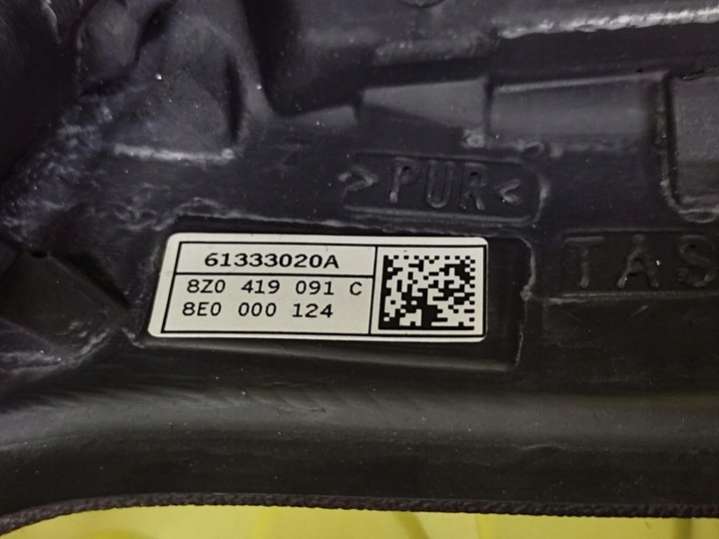 >PUR<
61333020A
8Z0 419 091 C
8E0 000 124
TAS